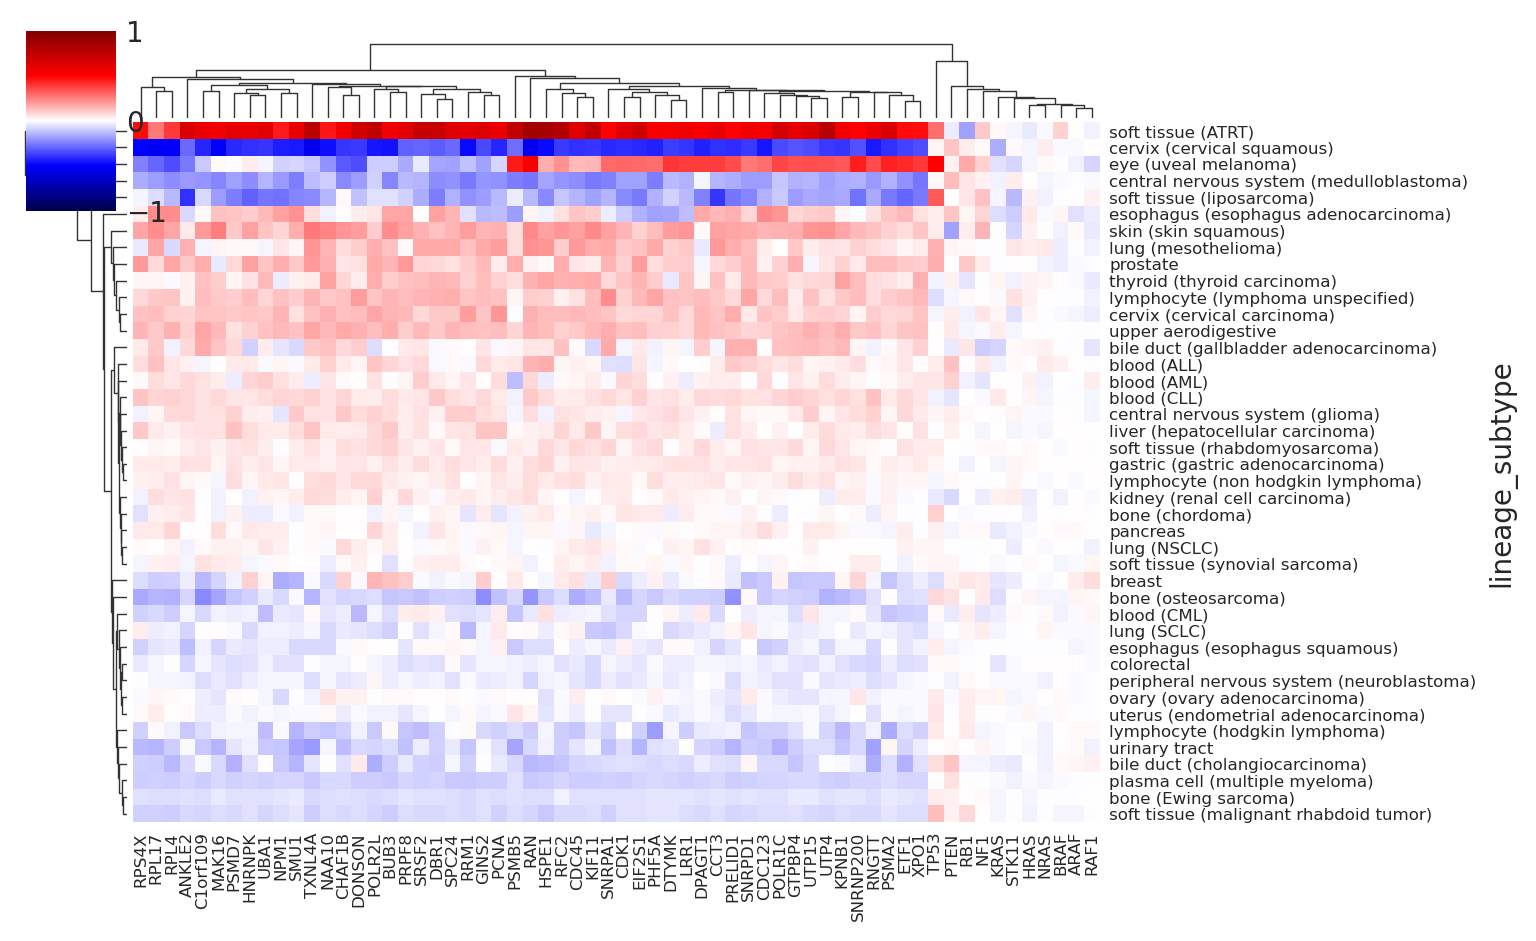 1
0
−1
soft tissue (ATRT)
cervix (cervical squamous)
eye (uveal melanoma)
central nervous system (medulloblastoma)
soft tissue (liposarcoma)
esophagus (esophagus adenocarcinoma)
skin (skin squamous)
lung (mesothelioma)
prostate
thyroid (thyroid carcinoma)
lymphocyte (lymphoma unspecified)
cervix (cervical carcinoma)
upper aerodigestive
bile duct (gallbladder adenocarcinoma)
blood (ALL)
blood (AML)
blood (CLL)
central nervous system (glioma)
liver (hepatocellular carcinoma)
soft tissue (rhabdomyosarcoma)
gastric (gastric adenocarcinoma)
lymphocyte (non hodgkin lymphoma)
kidney (renal cell carcinoma)
bone (chordoma)
pancreas
lung (NSCLC)
soft tissue (synovial sarcoma)
breast
bone (osteosarcoma)
blood (CML)
lung (SCLC)
esophagus (esophagus squamous)
colorectal
peripheral nervous system (neuroblastoma)
ovary (ovary adenocarcinoma)
uterus (endometrial adenocarcinoma)
lymphocyte (hodgkin lymphoma)
urinary tract
bile duct (cholangiocarcinoma)
plasma cell (multiple myeloma)
bone (Ewing sarcoma)
soft tissue (malignant rhabdoid tumor)
lineage_subtype
RPS4X
RPL17
RPL4
ANKLE2
C1orf109
MAK16
PSMD7
HNRNPK
UBA1
NPM1
SMU1
TXNL4A
NAA10
CHAF1B
DONSON
POLR2L
BUB3
PRPF8
SRSF2
DBR1
SPC24
RRM1
GINS2
PCNA
PSMB5
RAN
HSPE1
RFC2
CDC45
KIF11
SNRPA1
CDK1
EIF2S1
PHF5A
DTYMK
LRR1
DPAGT1
CCT3
PRELID1
SNRPD1
CDC123
POLR1C
GTPBP4
UTP15
UTP4
KPNB1
SNRNP200
RNGTT
PSMA2
ETF1
XPO1
TP53
PTEN
RB1
NF1
KRAS
STK11
HRAS
NRAS
BRAF
ARAF
RAF1